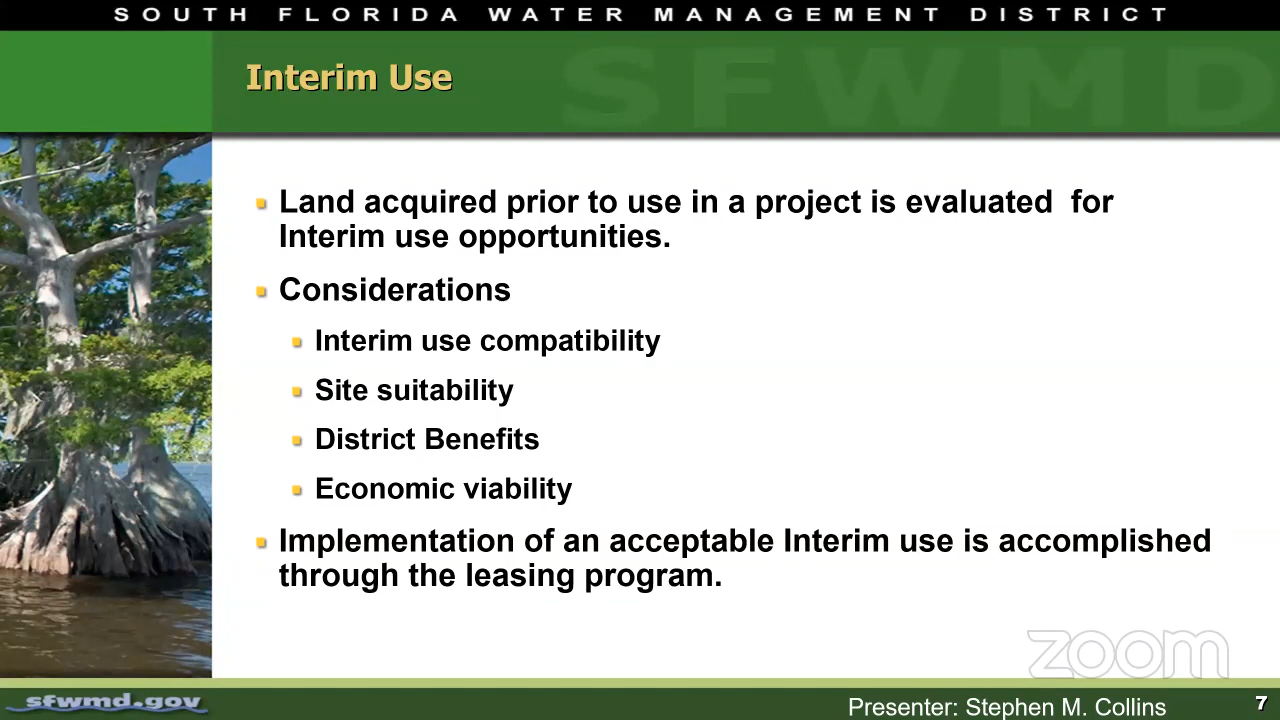 SOUTH FLORIDA WATER MANAGEMENT DISTRICT
SFWMD
Interim Use
Land acquired prior to use in a project is evaluated for
Interim use opportunities.
Considerations
Interim use compatibility
Site suitability
District Benefits
Economic viability
Implementation of an acceptable Interim use is accomplished
through the leasing program.
zoom
sfwmd.gov
Presenter: Stephen M. Collins
7